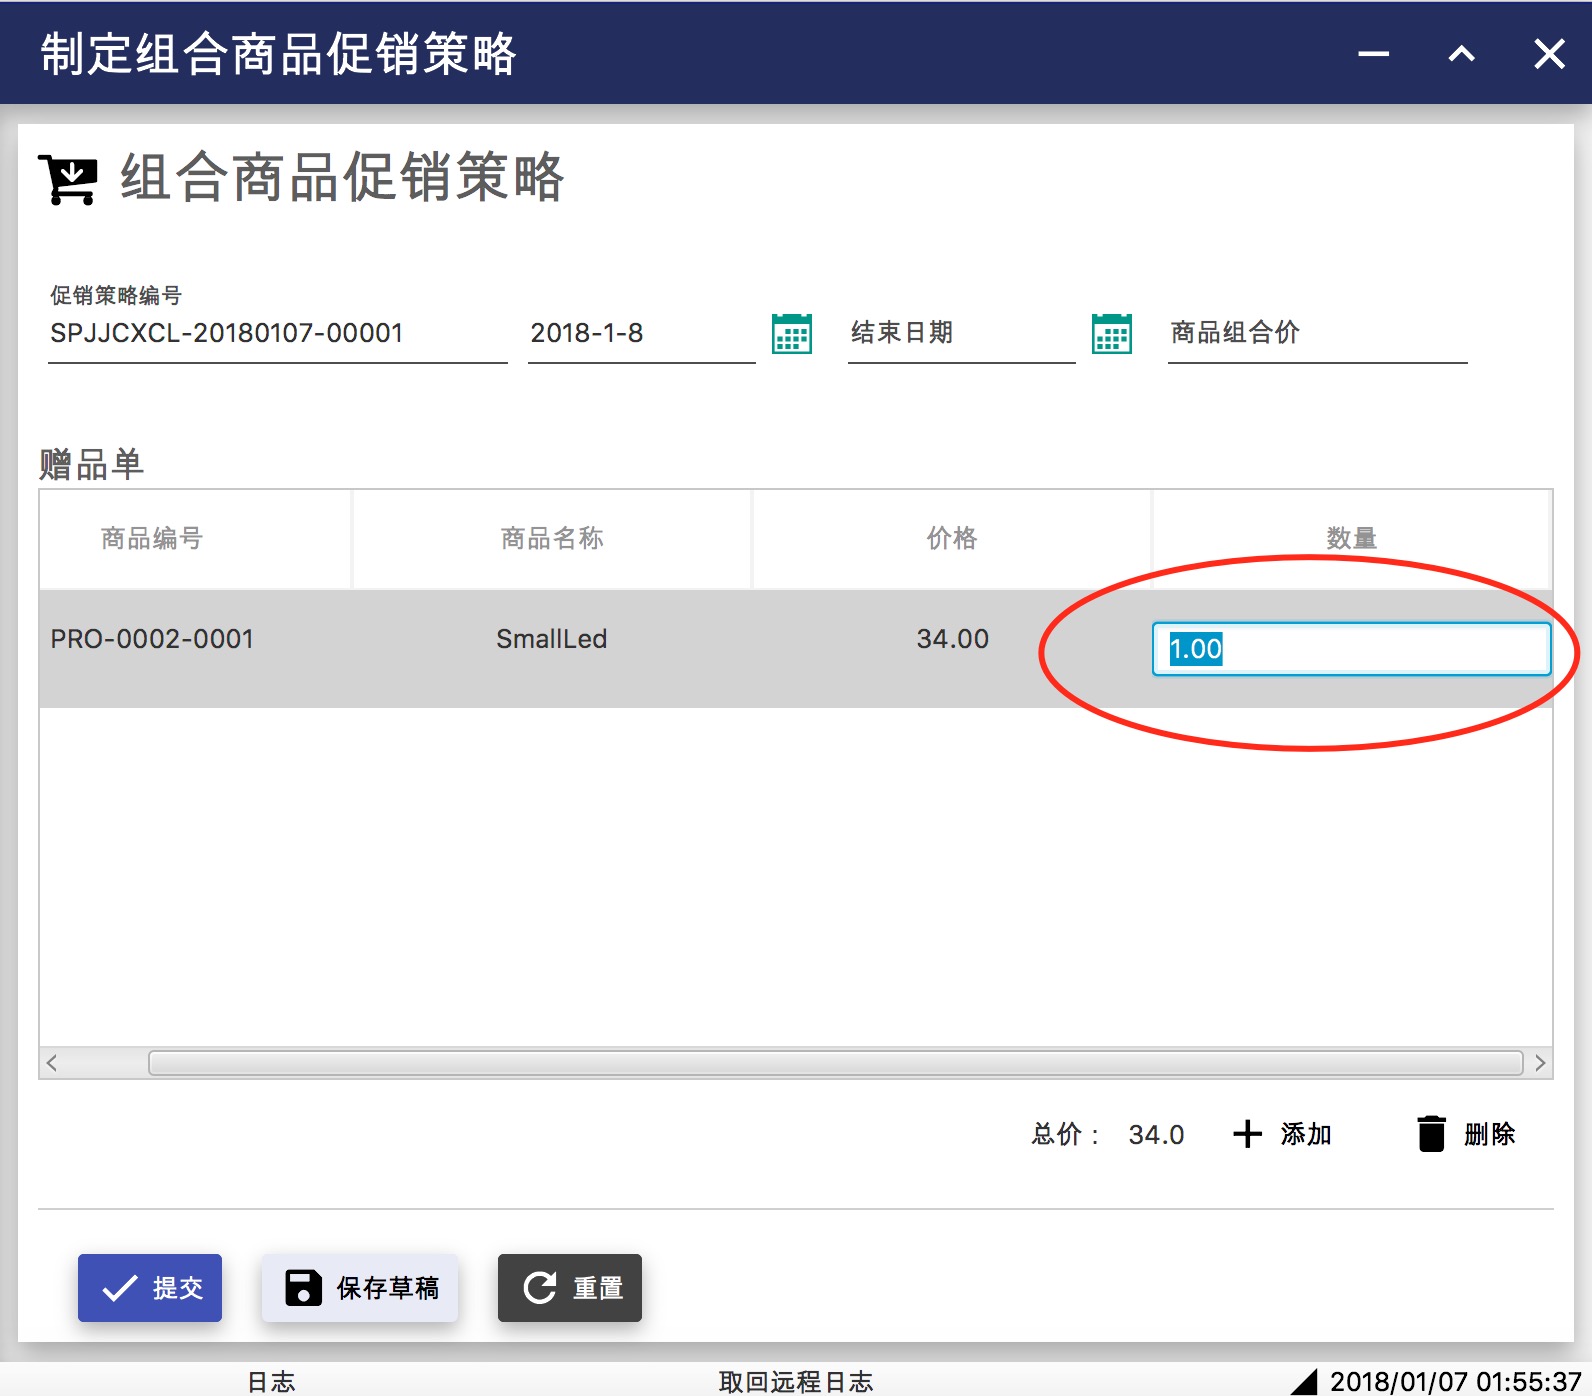 制定组合商品促销策略
组合商品促销策略
促销策略编号
SPJJCXCL-20180107-00001 2018-1-8 结束日期 商品组合价
赠品单
商品编号 商品名称 价格 数量
PRO-0002-0001 SmallLed 34.00 1.00
总价： 34.0 添加 删除
提交 保存草稿 重置
日志 取回远程日志 2018/01/07 01:55:37